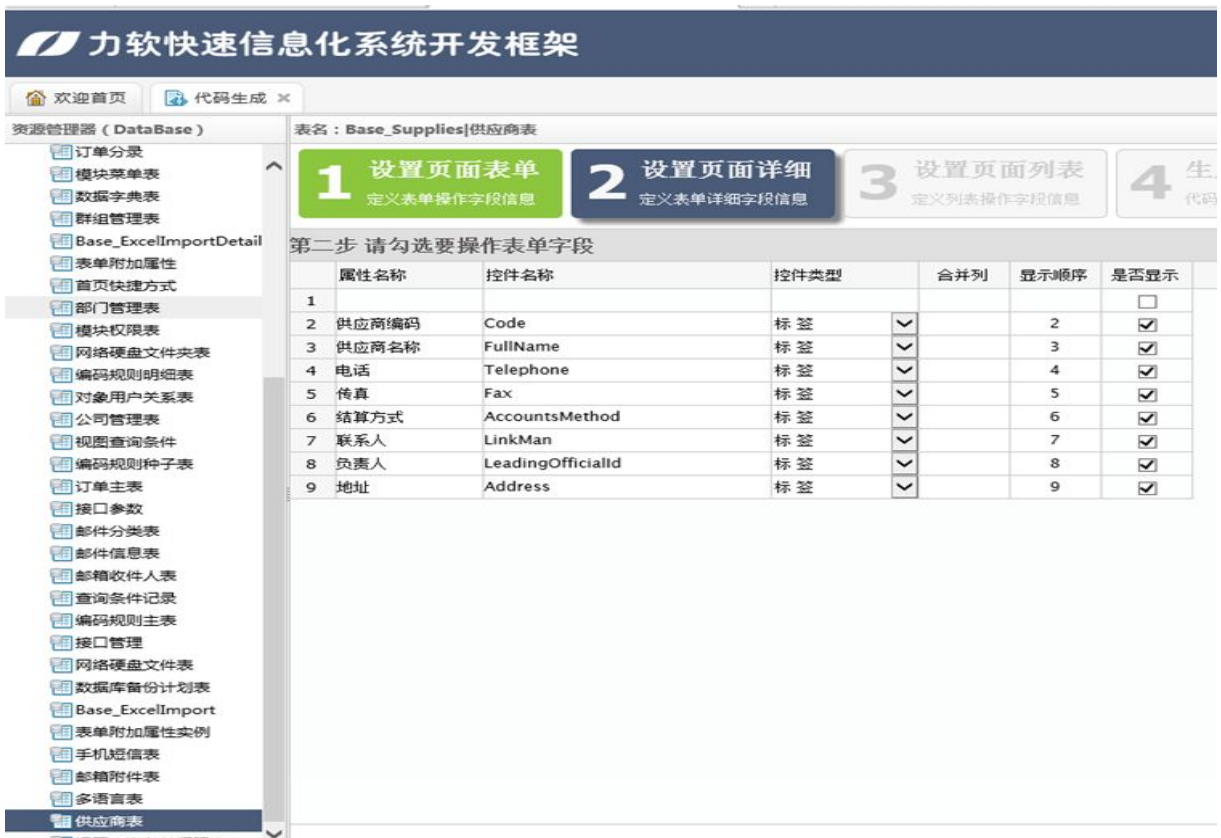 力软快速信息化系统开发框架
欢迎首页 代码生成 ×
资源管理器 ( DataBase )
订单分录
模块菜单表
数据字典表
群组管理表
Base_ExcelImportDetail
表单附加属性
首页快捷方式
部门管理表
模块权限表
网络硬盘文件夹表
编码规则明细表
对象用户关系表
公司管理表
视图查询条件
编码规则种子表
订单主表
接口参数
邮件分类表
邮件信息表
邮箱收件人表
查询条件记录
编码规则主表
接口管理
网络硬盘文件表
数据库备份计划表
Base_ExcelImport
表单附加属性实例
手机短信表
邮箱附件表
多语言表
供应商表
表名：Base_Supplies|供应商表
1 设置页面表单
定义表单操作字段信息
2 设置页面详细
定义表单详细字段信息
3 设置页面列表
定义列表操作字段信息
4 生
代码
第二步 请勾选要操作表单字段
属性名称 控件名称 控件类型 合并列 显示顺序 是否显示
1
2 供应商编码 Code 标 签 2
3 供应商名称 FullName 标 签 3
4 电话 Telephone 标 签 4
5 传真 Fax 标 签 5
6 结算方式 AccountsMethod 标 签 6
7 联系人 LinkMan 标 签 7
8 负责人 LeadingOfficialId 标 签 8
9 地址 Address 标 签 9